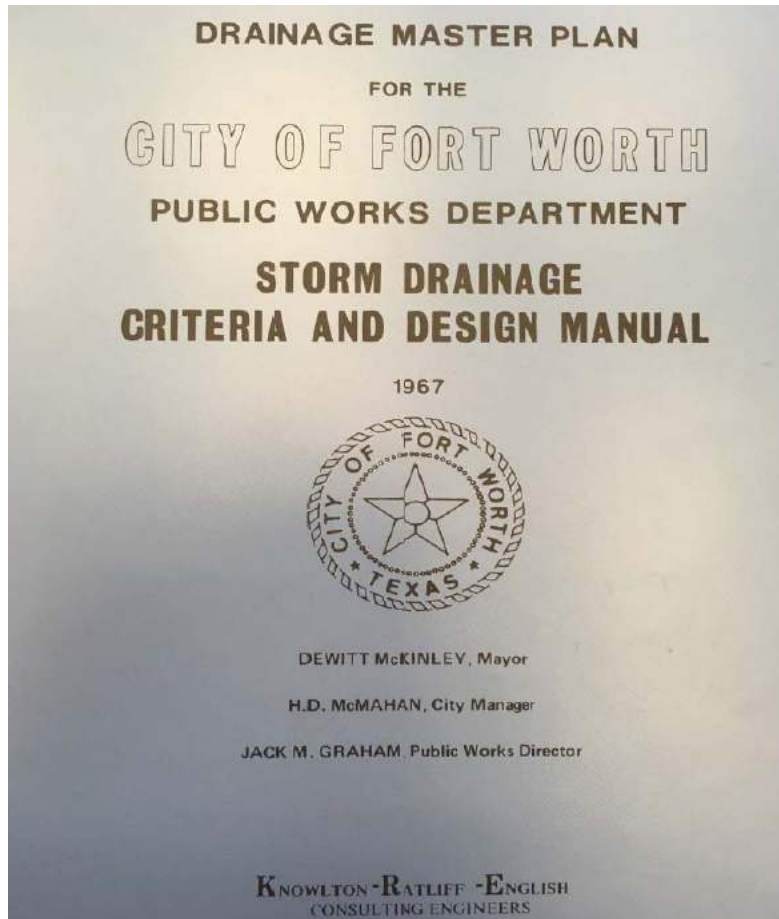 DRAINAGE MASTER PLAN
FOR THE
CITY OF FORT WORTH
PUBLIC WORKS DEPARTMENT
STORM DRAINAGE
CRITERIA AND DESIGN MANUAL
1967
CITY OF FORT WORTH
★ TEXAS ★
DEWITT McKINLEY, Mayor
H.D. McMAHAN, City Manager
JACK M. GRAHAM, Public Works Director
KNOWLTON-RATLIFF-ENGLISH
CONSULTING ENGINEERS